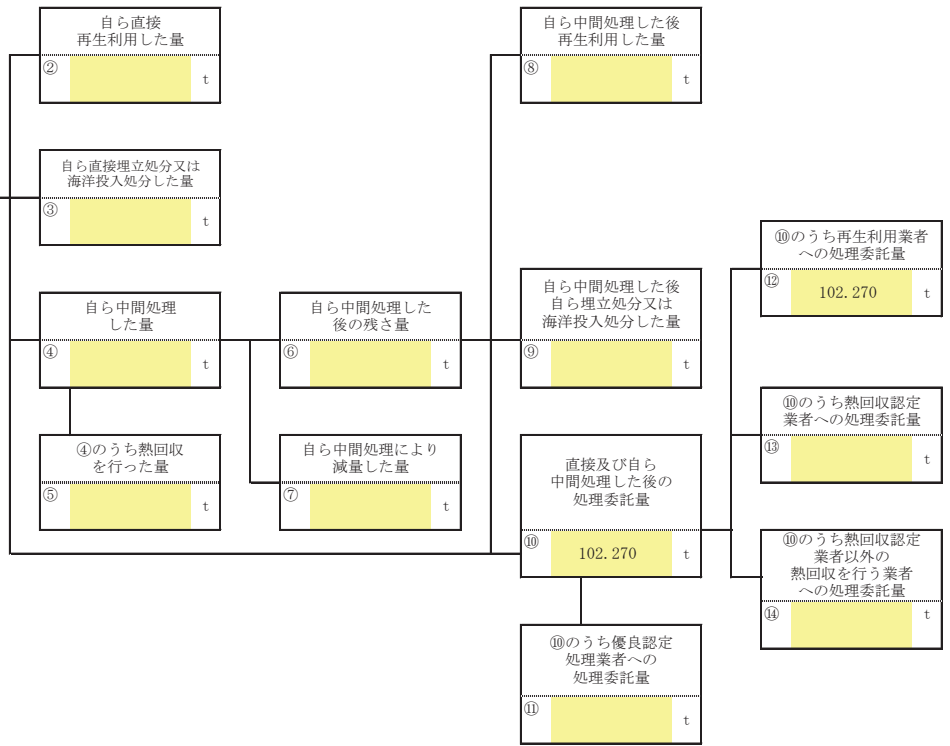 自ら直接
再生利用した量
②
t
自ら直接埋立処分又は
海洋投入処分した量
③
t
自ら中間処理
した量
④
t
④のうち熱回収
を行った量
⑤
t
自ら中間処理した
後の残さ量
⑥
t
自ら中間処理により
減量した量
⑦
t
自ら中間処理した後
再生利用した量
⑧
t
自ら中間処理した後
自ら埋立処分又は
海洋投入処分した量
⑨
t
直接及び自ら
中間処理した後の
処理委託量
⑩ 102.270 t
⑩のうち優良認定
処理業者への
処理委託量
⑪
t
⑩のうち再生利用業者
への処理委託量
⑫ 102.270 t
⑩のうち熱回収認定
業者への処理委託量
⑬
t
⑩のうち熱回収認定
業者以外の
熱回収を行う業者
への処理委託量
⑭
t